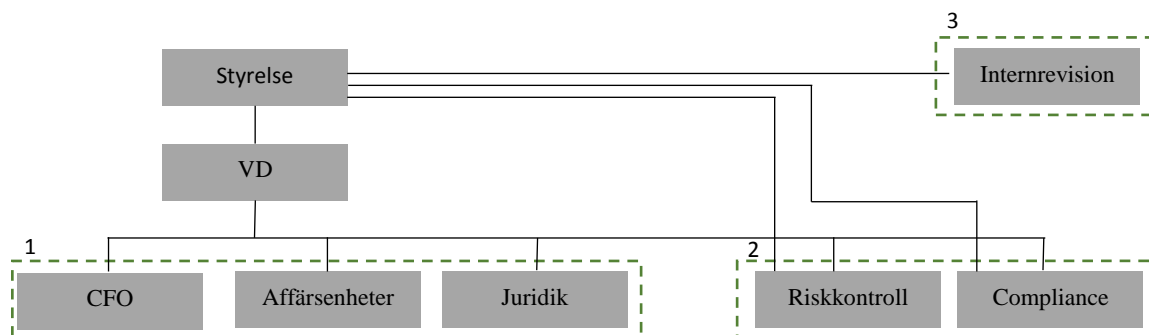 3
Styrelse
Internrevision
VD
1
2
CFO
Affärsenheter
Juridik
Riskkontroll
Compliance